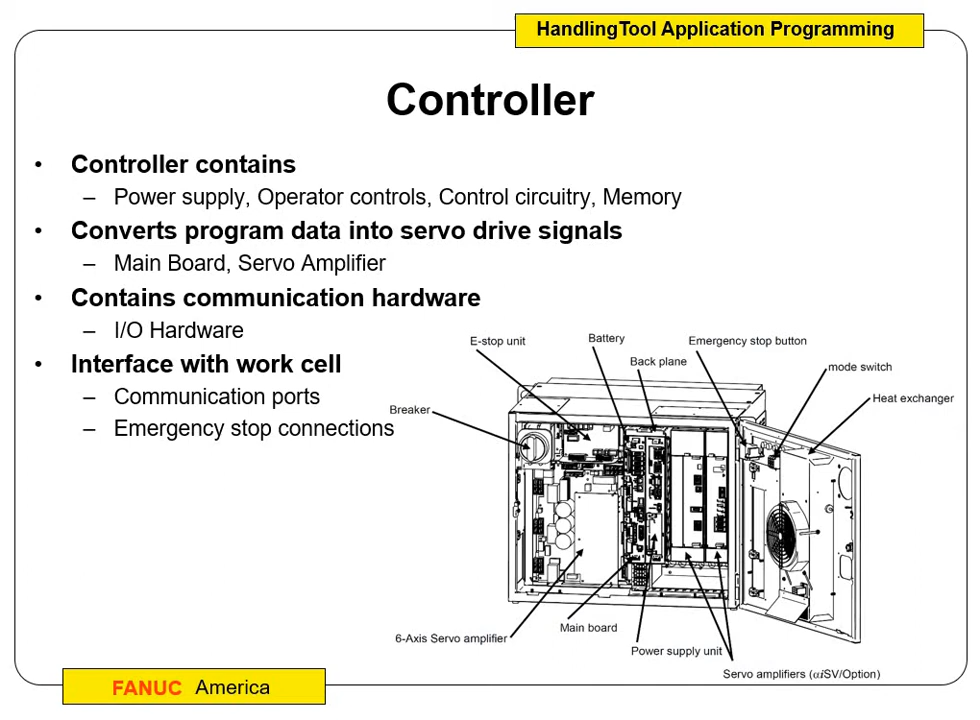 HandlingTool Application Programming
Controller
• Controller contains
– Power supply, Operator controls, Control circuitry, Memory
• Converts program data into servo drive signals
– Main Board, Servo Amplifier
• Contains communication hardware
– I/O Hardware
• Interface with work cell
– Communication ports
– Emergency stop connections
E-stop unit
Battery
Emergency stop button
Back plane
mode switch
Heat exchanger
Breaker
Main board
6-Axis Servo amplifier
Power supply unit
Servo amplifiers (αiSV/Option)
FANUC America